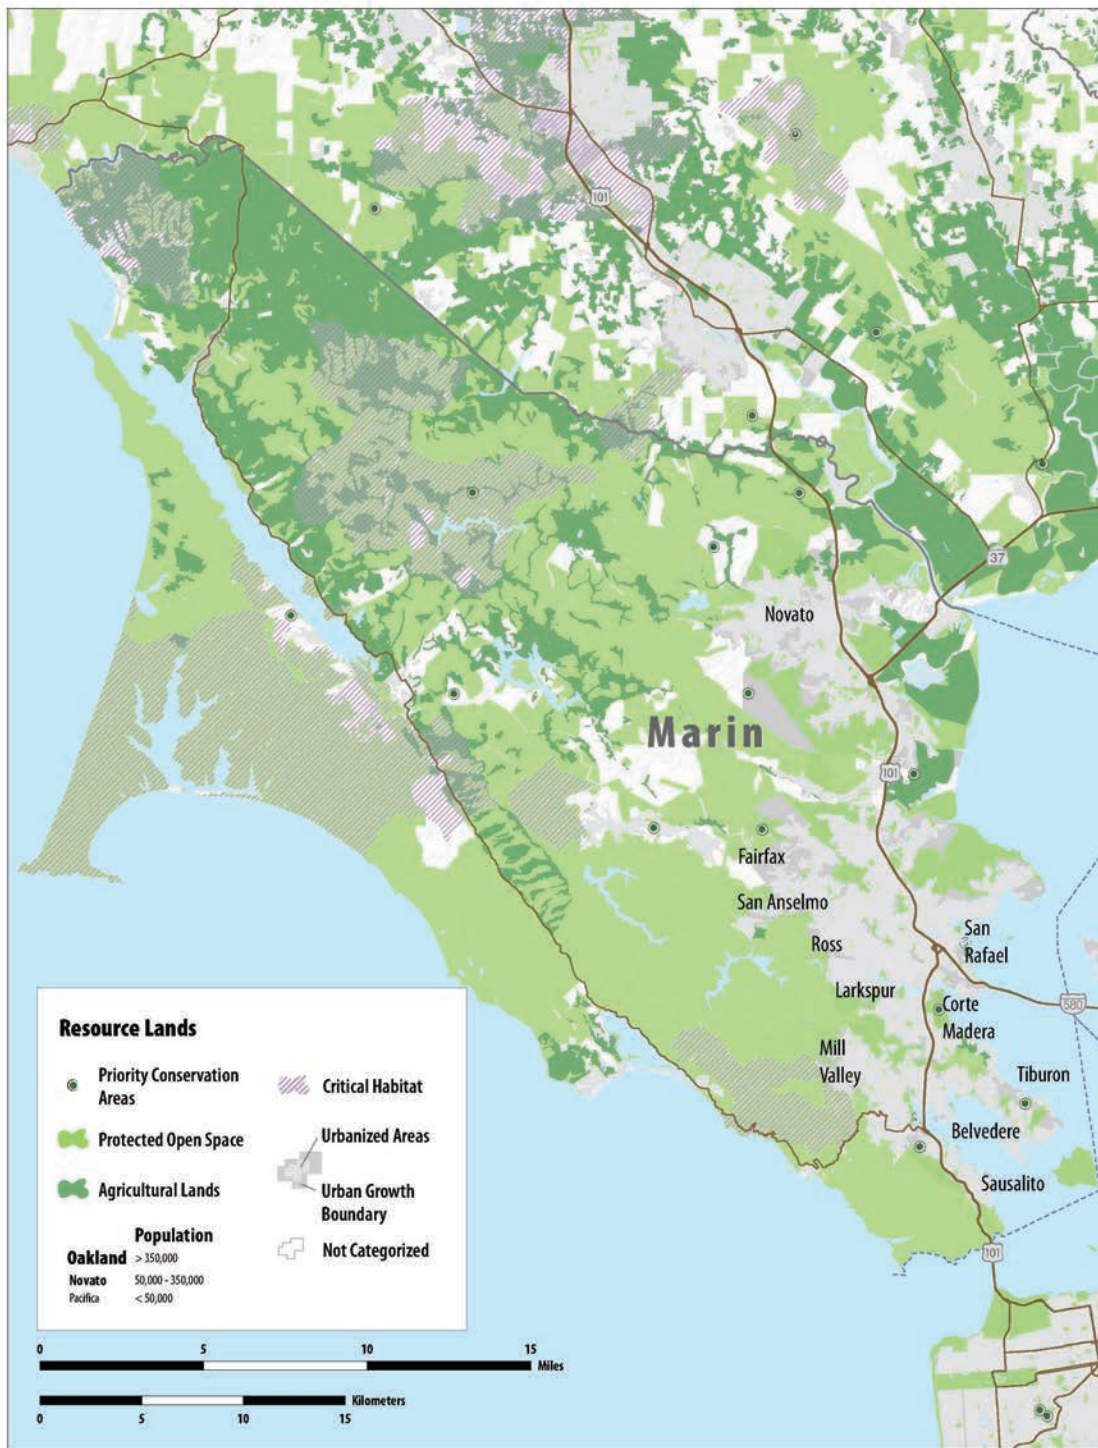 101
37
Novato
Marin
101
Fairfax
San Anselmo
Ross
San
Rafael
Larkspur
580
Corte
Madera
Mill
Valley
Tiburon
Belvedere
Sausalito
101
Resource Lands
Priority Conservation
Areas
Protected Open Space
Agricultural Lands
Population
Oakland > 350,000
Novato 50,000 - 350,000
Pacifica < 50,000
Critical Habitat
Urbanized Areas
Urban Growth
Boundary
Not Categorized
0 5 10 15
Miles
Kilometers
0 5 10 15